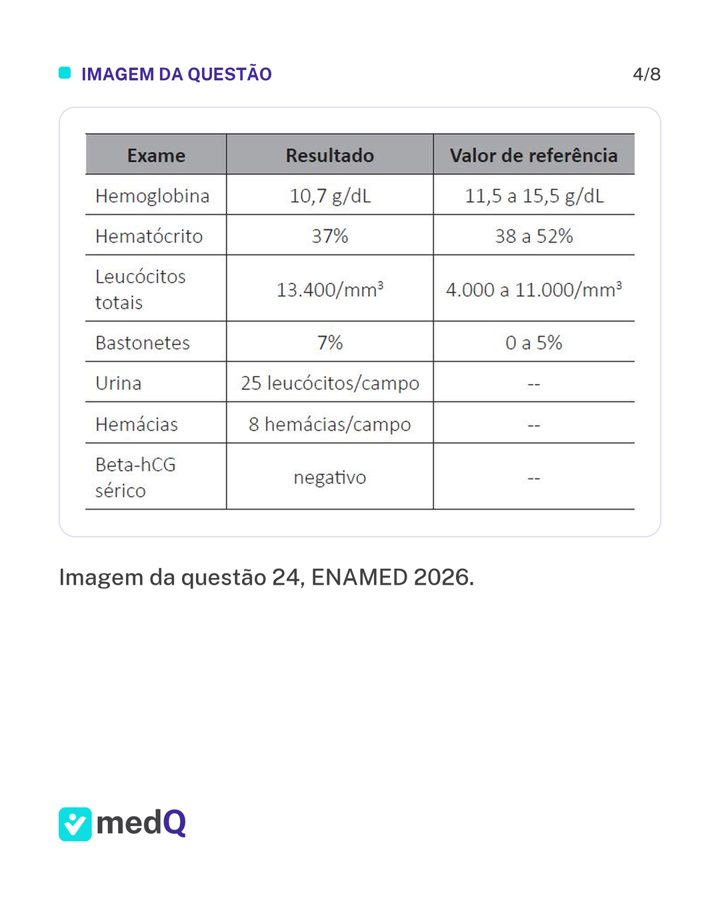 IMAGEM DA QUESTÃO 4/8
Exame Resultado Valor de referência
Hemoglobina 10,7 g/dL 11,5 a 15,5 g/dL
Hematócrito 37% 38 a 52%
Leucócitos totais 13.400/mm³ 4.000 a 11.000/mm³
Bastonetes 7% 0 a 5%
Urina 25 leucócitos/campo --
Hemácias 8 hemácias/campo --
Beta-hCG sérico negativo --
Imagem da questão 24, ENAMED 2026.
medQ